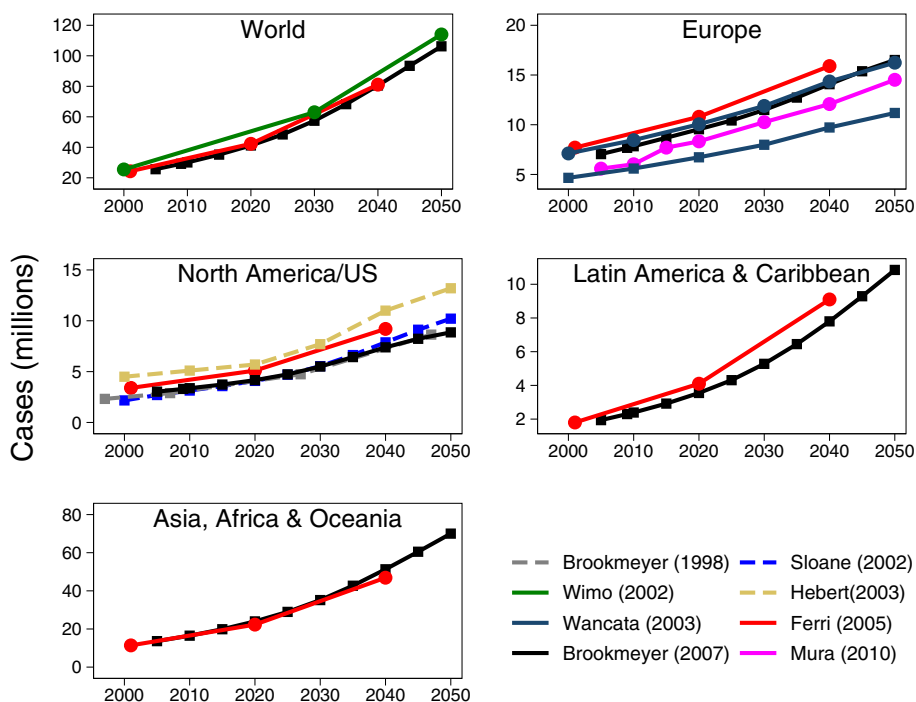 World
120
100
80
60
40
20
2000 2010 2020 2030 2040 2050
Europe
20
15
10
5
2000 2010 2020 2030 2040 2050
Cases (millions)
North America/US
15
10
5
0
2000 2010 2020 2030 2040 2050
Latin America & Caribbean
10
8
6
4
2
2000 2010 2020 2030 2040 2050
Asia, Africa & Oceania
80
60
40
20
0
2000 2010 2020 2030 2040 2050
Brookmeyer (1998)
Wimo (2002)
Wancata (2003)
Brookmeyer (2007)
Sloane (2002)
Hebert(2003)
Ferri (2005)
Mura (2010)